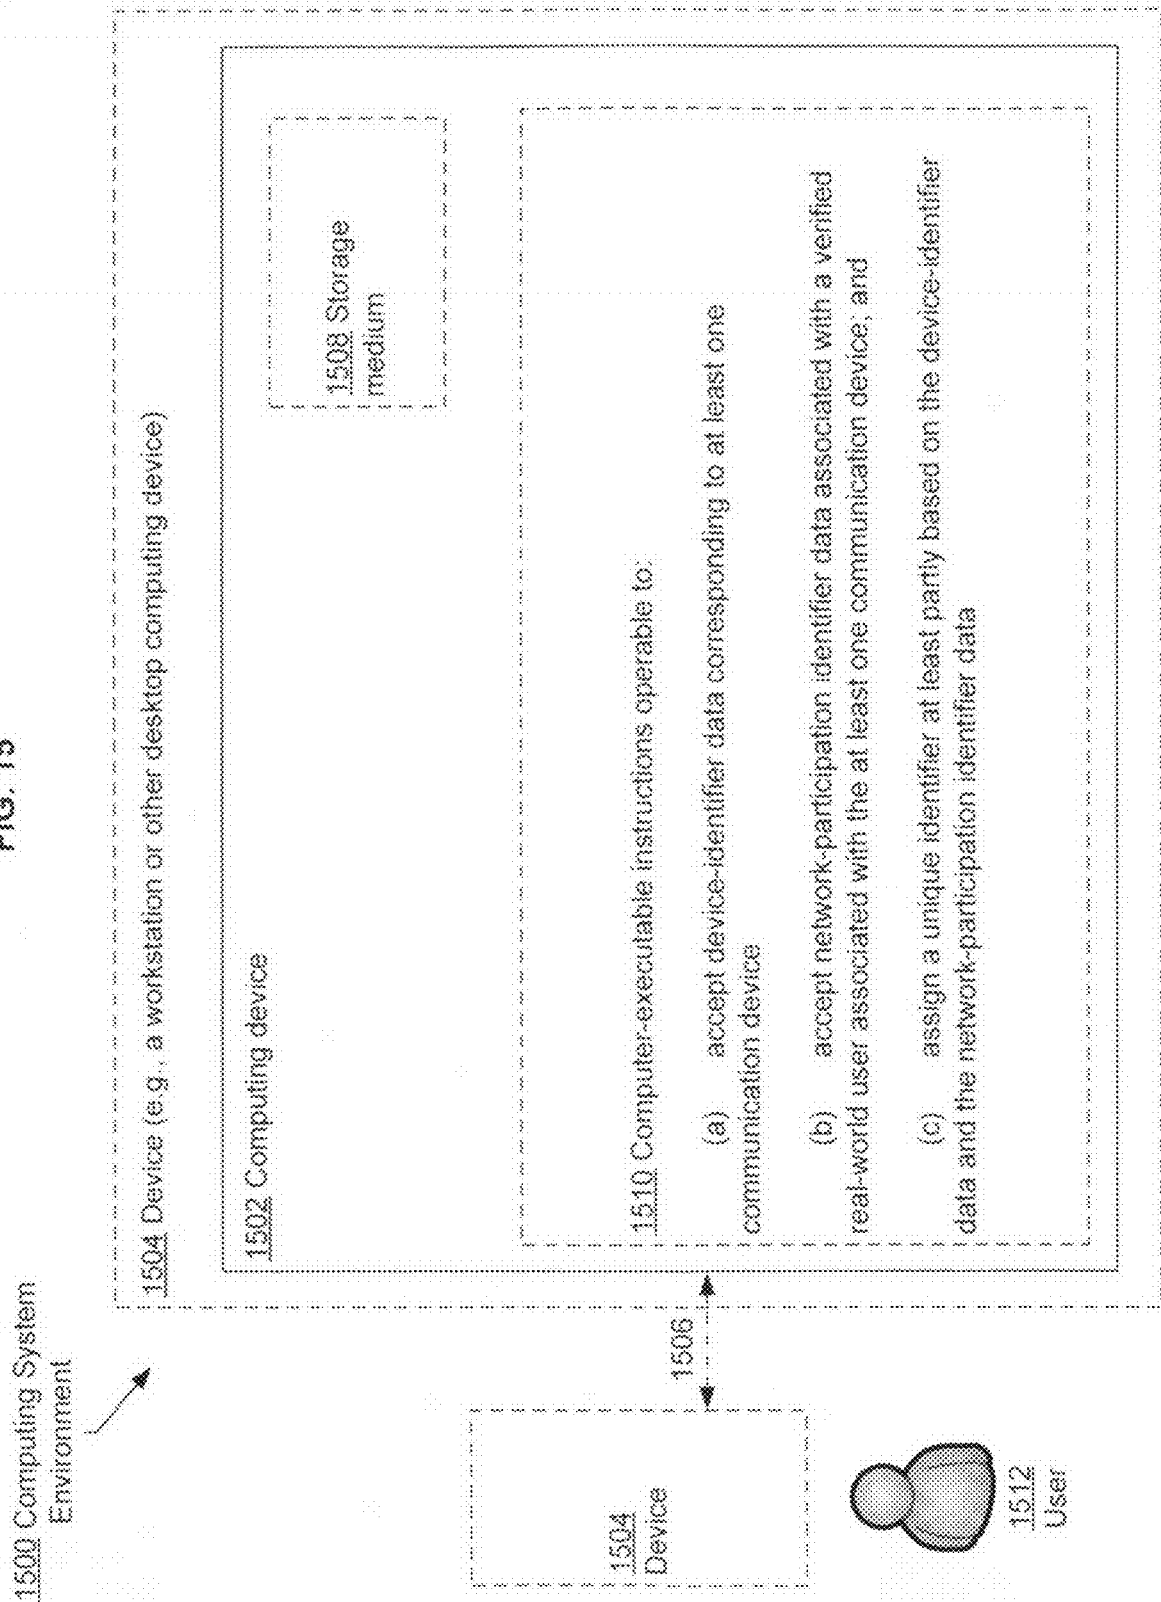 FIG. 15
1500 Computing System
Environment
1504 Device (e.g., a workstation or other desktop computing device)
1502 Computing device
1508 Storage
medium
1510 Computer-executable instructions operable to:
(a) accept device-identifier data corresponding to at least one
communication device
(b) accept network-participation identifier data associated with a verified
real-world user associated with the at least one communication device; and
(c) assign a unique identifier at least partly based on the device-identifier
data and the network-participation identifier data
1506
1504
Device
1512
User